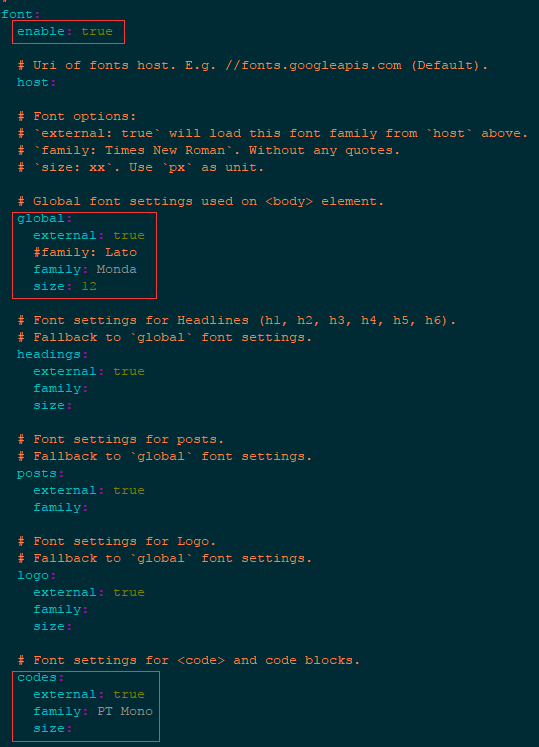 font:
  enable: true
  # Uri of fonts host. E.g. //fonts.googleapis.com (Default).
  host:
  # Font options:
  # `external: true` will load this font family from `host` above.
  # `family: Times New Roman`. Without any quotes.
  # `size: xx`. Use `px` as unit.
  # Global font settings used on <body> element.
  global:
    external: true
    #family: Lato
    family: Monda
    size: 12
  # Font settings for Headlines (h1, h2, h3, h4, h5, h6).
  # Fallback to `global` font settings.
  headings:
    external: true
    family:
    size:
  # Font settings for posts.
  # Fallback to `global` font settings.
  posts:
    external: true
    family:
  # Font settings for Logo.
  # Fallback to `global` font settings.
  logo:
    external: true
    family:
    size:
  # Font settings for <code> and code blocks.
  codes:
    external: true
    family: PT Mono
    size: